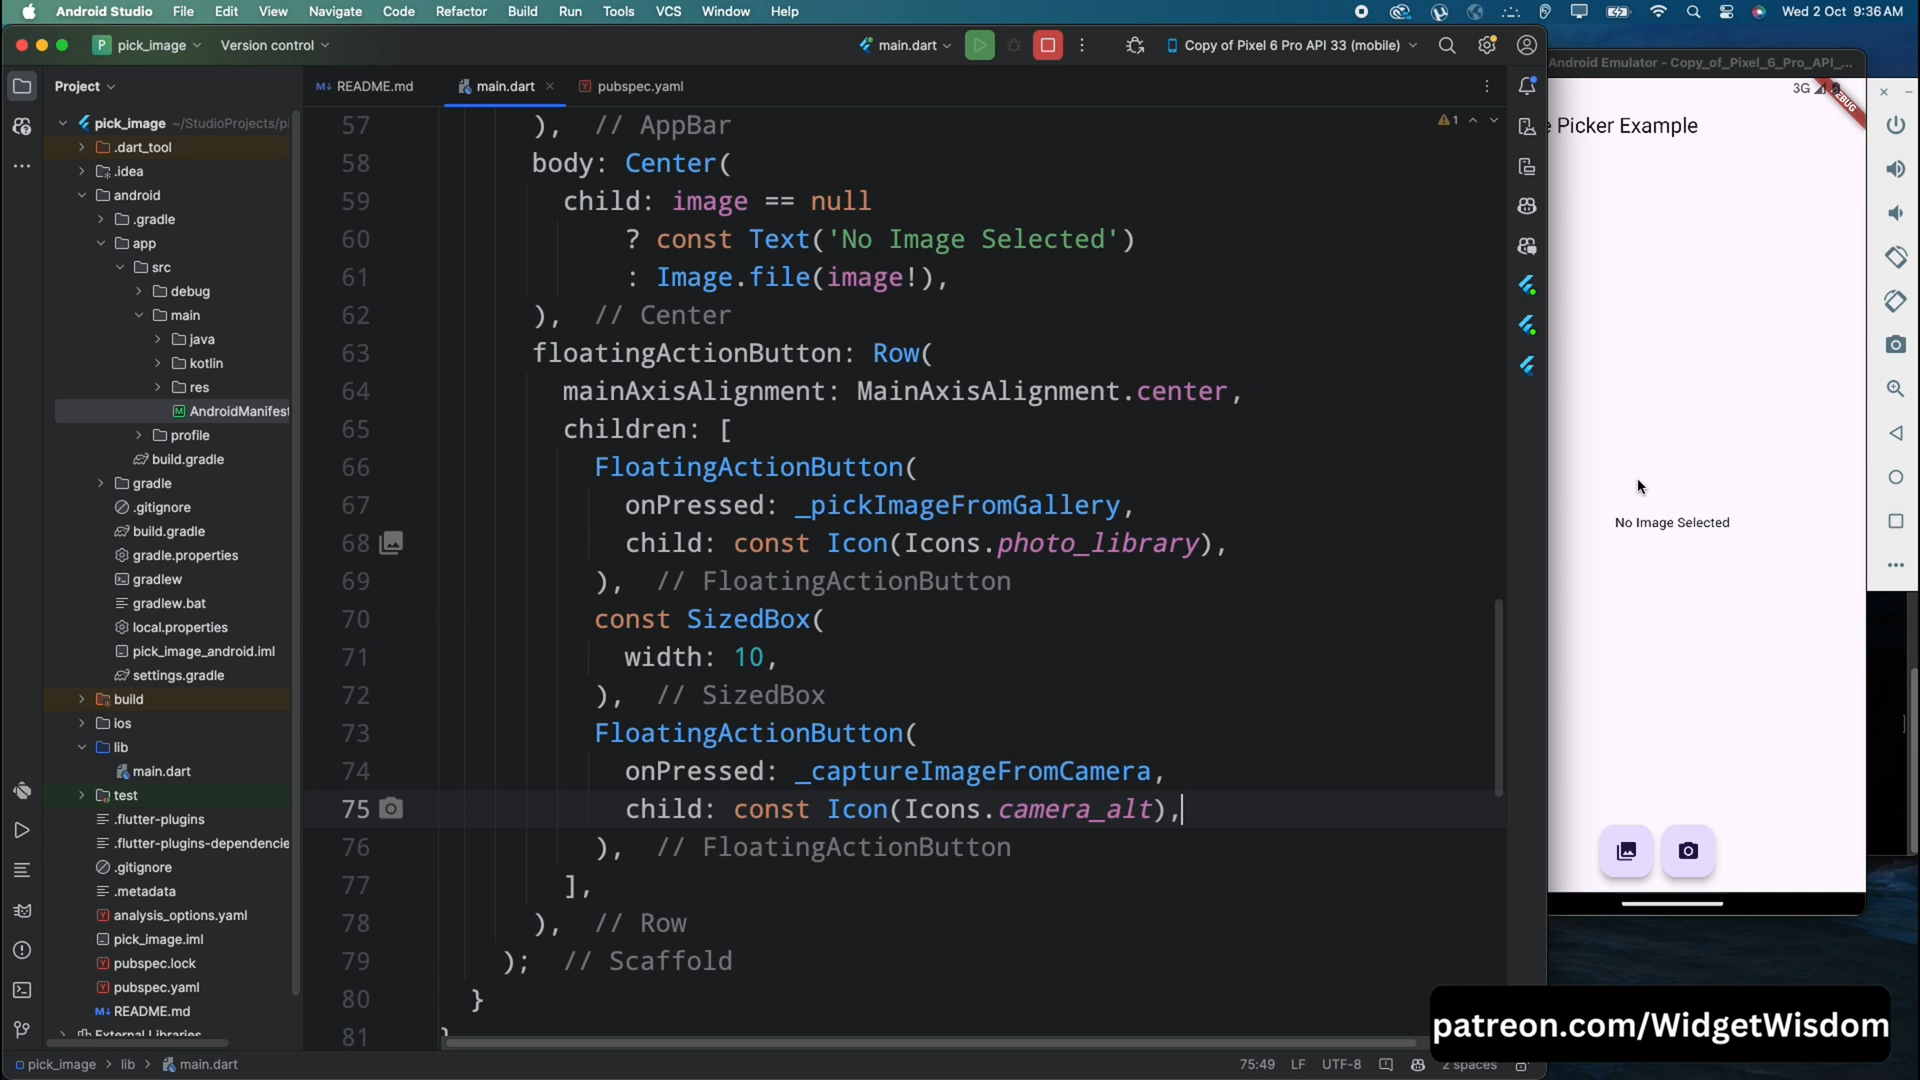 Android Studio File Edit View Navigate Code Refactor Build Run Tools VCS Window Help Wed 2 Oct 9:36 AM
P pick_image Version control main.dart Copy of Pixel 6 Pro API 33 (mobile)
Android Emulator - Copy_of_Pixel_6_Pro_API_...
Project
M↓ README.md main.dart pubspec.yaml
3G
DEBUG
Picker Example
pick_image ~/StudioProjects/pi
.dart_tool
.idea
android
.gradle
app
src
debug
main
java
kotlin
res
AndroidManifest
profile
build.gradle
gradle
.gitignore
build.gradle
gradle.properties
gradlew
gradlew.bat
local.properties
pick_image_android.iml
settings.gradle
build
ios
lib
main.dart
test
.flutter-plugins
.flutter-plugins-dependencie
.gitignore
.metadata
analysis_options.yaml
pick_image.iml
pubspec.lock
pubspec.yaml
M↓ README.md
External Libraries
1
57 ), // AppBar
58 body: Center(
59 child: image == null
60 ? const Text('No Image Selected')
61 : Image.file(image!),
62 ), // Center
63 floatingActionButton: Row(
64 mainAxisAlignment: MainAxisAlignment.center,
65 children: [
66 FloatingActionButton(
67 onPressed: _pickImageFromGallery,
68 child: const Icon(Icons.photo_library),
69 ), // FloatingActionButton
70 const SizedBox(
71 width: 10,
72 ), // SizedBox
73 FloatingActionButton(
74 onPressed: _captureImageFromCamera,
75 child: const Icon(Icons.camera_alt),
76 ), // FloatingActionButton
77 ],
78 ), // Row
79 ); // Scaffold
80 }
81 }
No Image Selected
patreon.com/WidgetWisdom
pick_image > lib > main.dart 75:49 LF UTF-8 2 spaces